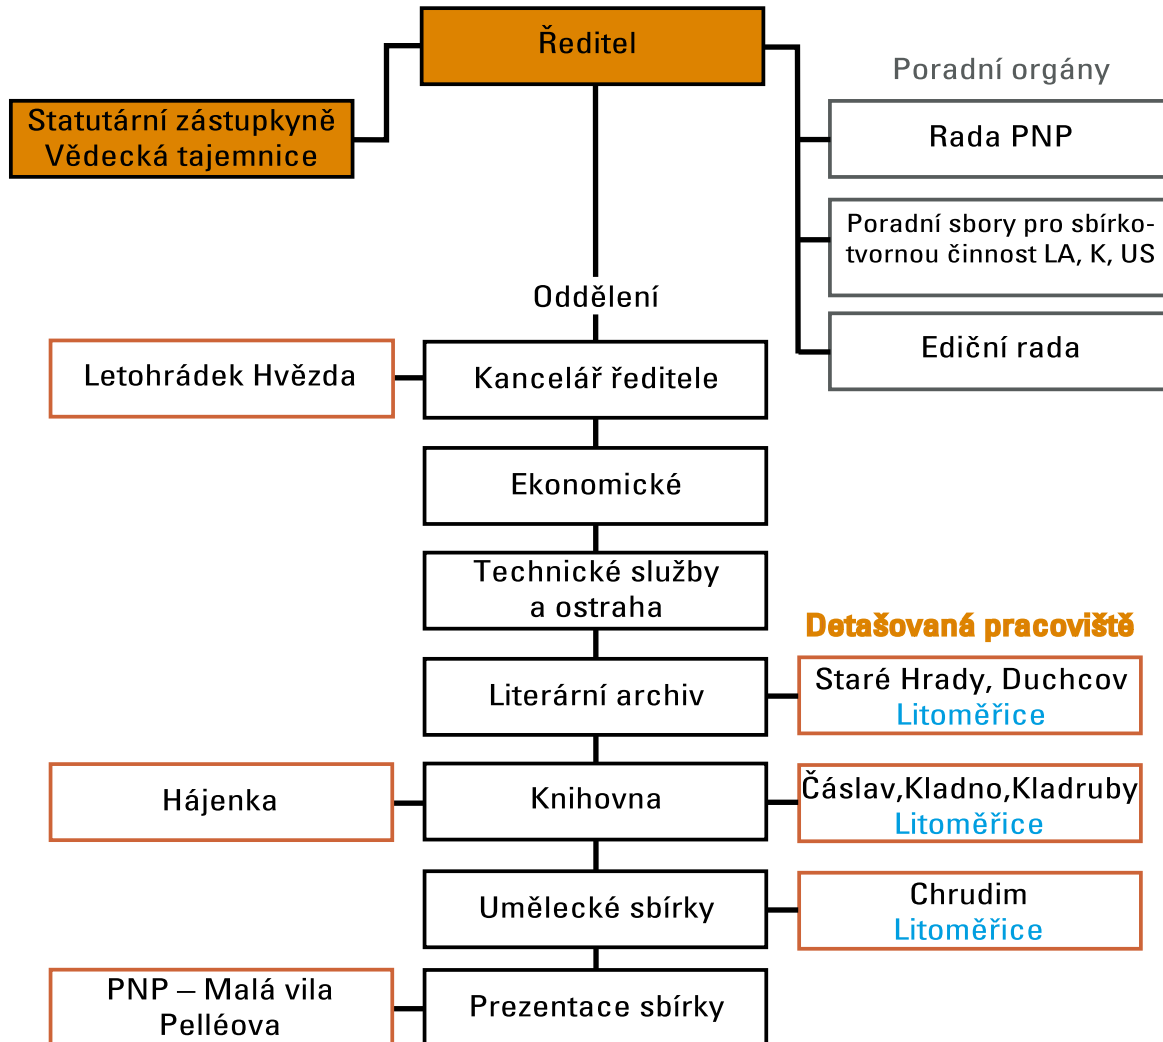 Ředitel
Poradní orgány
Statutární zástupkyně
Vědecká tajemnice
Rada PNP
Poradní sbory pro sbírko-
tvornou činnost LA, K, US
Ediční rada
Oddělení
Letohrádek Hvězda
Kancelář ředitele
Ekonomické
Technické služby
a ostraha
Detašovaná pracoviště
Literární archiv
Staré Hrady, Duchcov
Litoměřice
Hájenka
Knihovna
Čáslav,Kladno,Kladruby
Litoměřice
Umělecké sbírky
Chrudim
Litoměřice
PNP – Malá vila
Pelléova
Prezentace sbírky